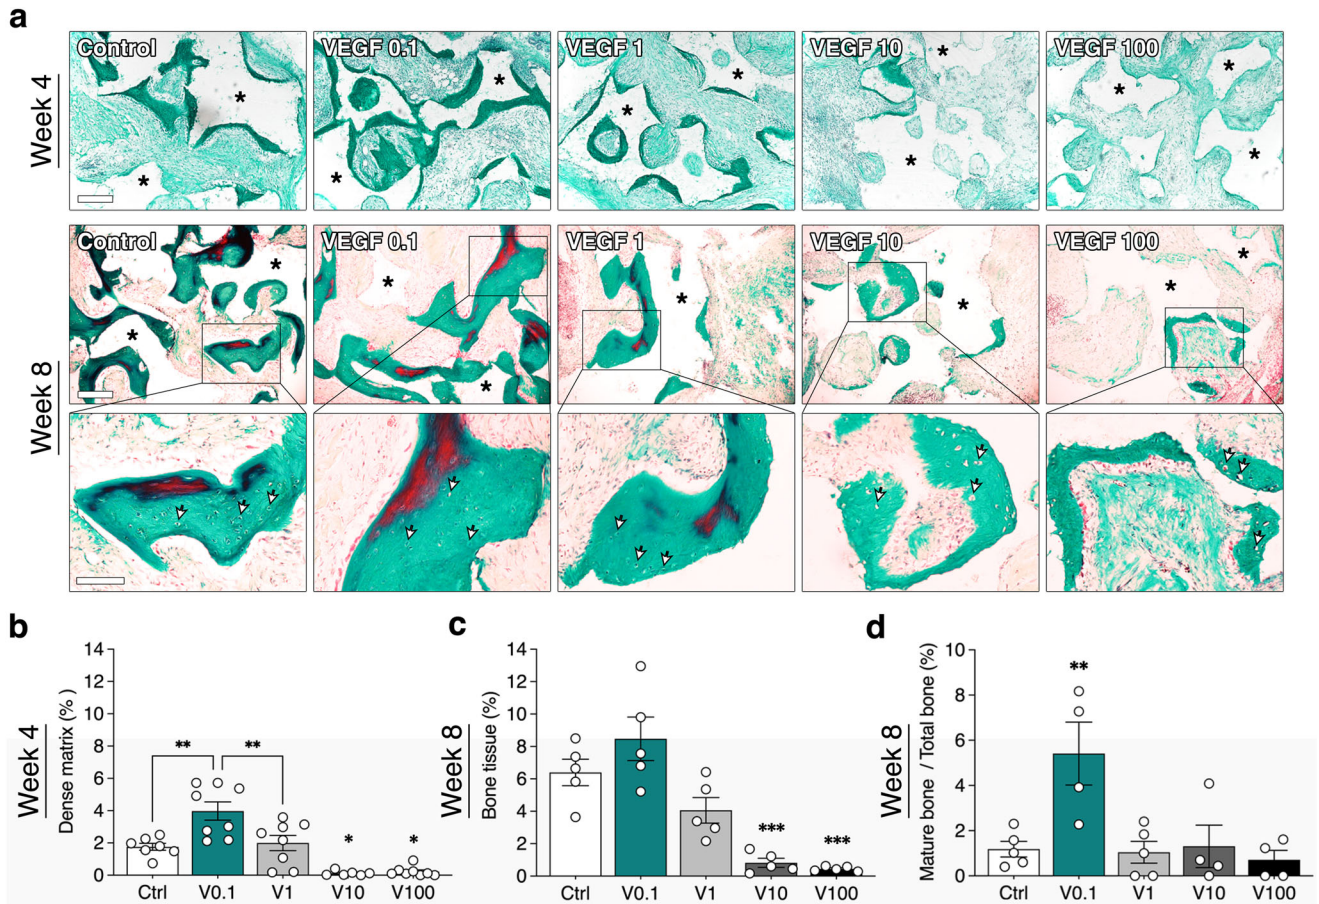 a
Week 4
Control
VEGF 0.1
VEGF 1
VEGF 10
VEGF 100
* * * * * * * * * *
Week 8
Control
VEGF 0.1
VEGF 1
VEGF 10
VEGF 100
* * * * * * * *
b
Week 4
Dense matrix (%)
14
12
10
8
6
4
2
0
** **
* *
Ctrl V0.1 V1 V10 V100
c
Week 8
Bone tissue (%)
14
12
10
8
6
4
2
0
*** ***
Ctrl V0.1 V1 V10 V100
d
Week 8
Mature bone / Total bone (%)
10
8
6
4
2
0
**
Ctrl V0.1 V1 V10 V100